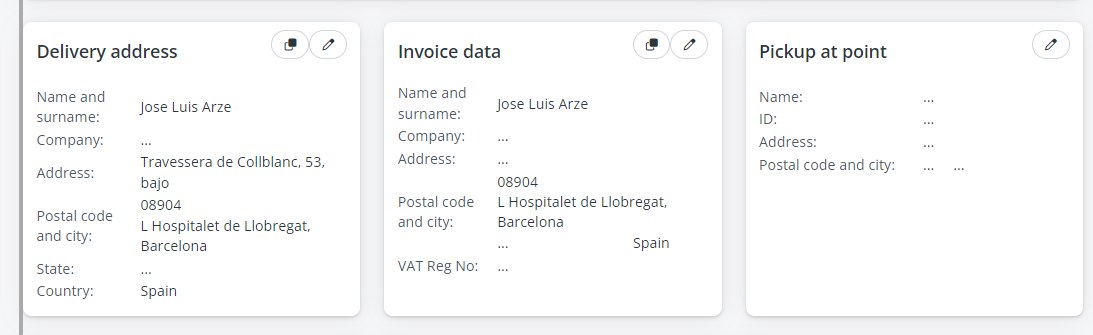 Delivery address
Name and
surname:
Jose Luis Arze
Company:
...
Address:
Travessera de Collblanc, 53,
bajo
Postal code
and city:
08904
L Hospitalet de Llobregat,
Barcelona
State:
...
Country:
Spain
Invoice data
Name and
surname:
Jose Luis Arze
Company:
...
Address:
...
Postal code
and city:
08904
L Hospitalet de Llobregat,
Barcelona
... Spain
VAT Reg No:
...
Pickup at point
Name:
...
ID:
...
Address:
...
Postal code and city:
... ...